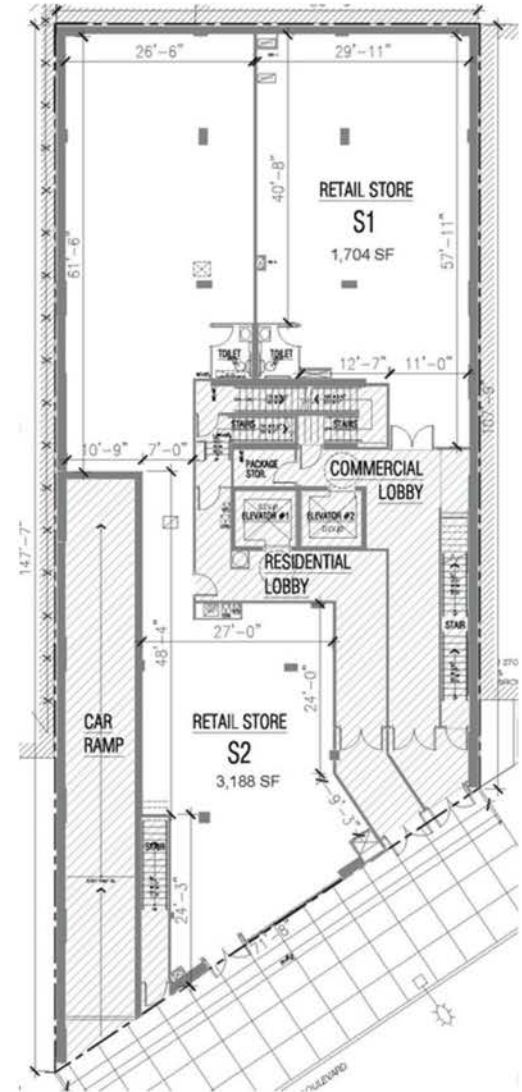 26'-6"
29'-11"
40'-8"
RETAIL STORE
S1
1,704 SF
61'-6"
57'-11"
TOILET
TOILET
12'-7"
11'-0"
STAIRS
STAIRS
10'-9"
7'-0"
PACKAGE
STOR.
COMMERCIAL
LOBBY
ELEVATOR #1
ELEVATOR #2
147'-7"
RESIDENTIAL
LOBBY
27'-0"
48'-4"
STAIR
24'-0"
CAR
RAMP
RETAIL STORE
S2
3,188 SF
9'-3"
STAIR
24'-3"
21'-8"
BOULEVARD